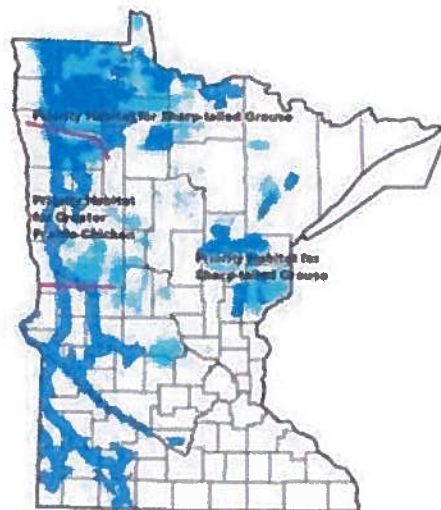 Priority Habitat for Sharp-tailed Grouse
Priority Habitat
for Greater
Prairie-Chicken
Priority Habitat for
Sharp-tailed Grouse